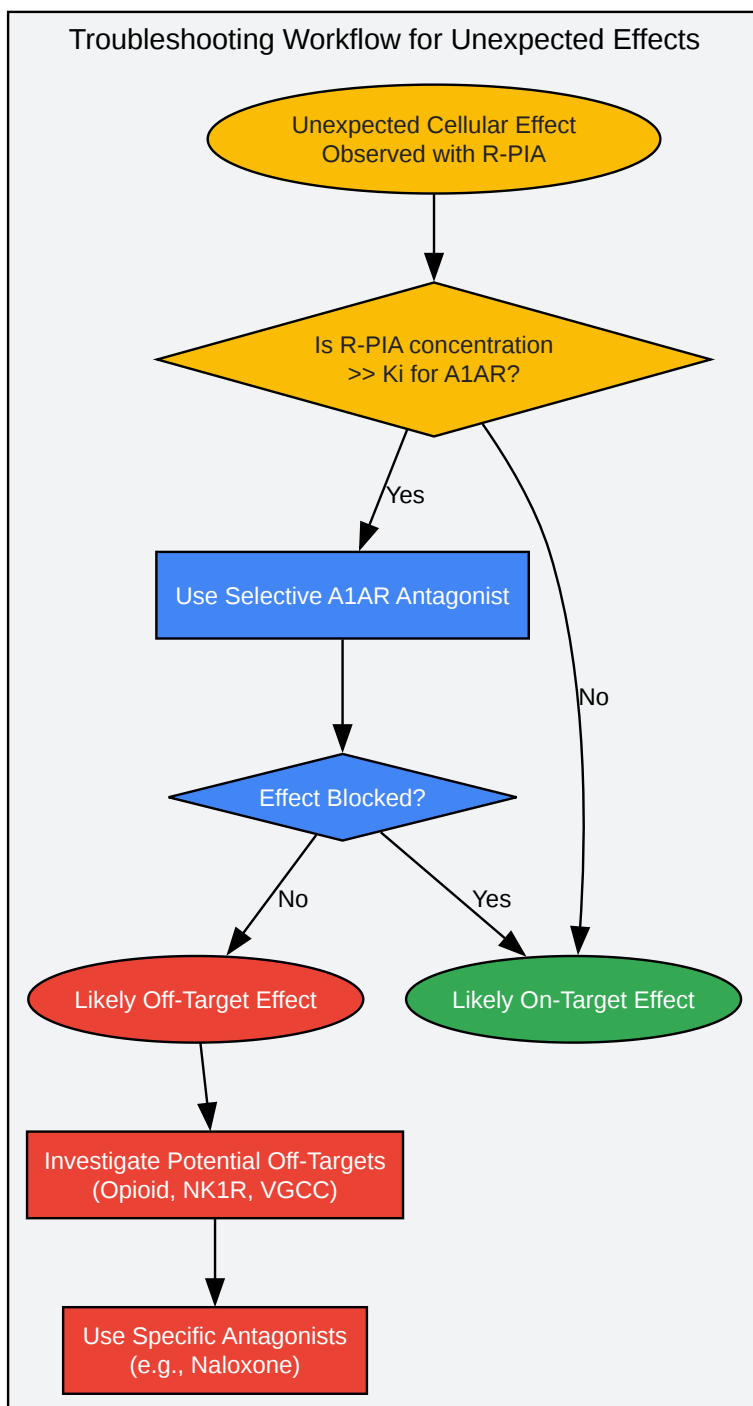 Troubleshooting Workflow for Unexpected Effects
Unexpected Cellular Effect
Observed with R-PIA
Is R-PIA concentration
>> Ki for A1AR?
Yes
Use Selective A1AR Antagonist
No
Effect Blocked?
No
Yes
Likely Off-Target Effect
Likely On-Target Effect
Investigate Potential Off-Targets
(Opioid, NK1R, VGCC)
Use Specific Antagonists
(e.g., Naloxone)